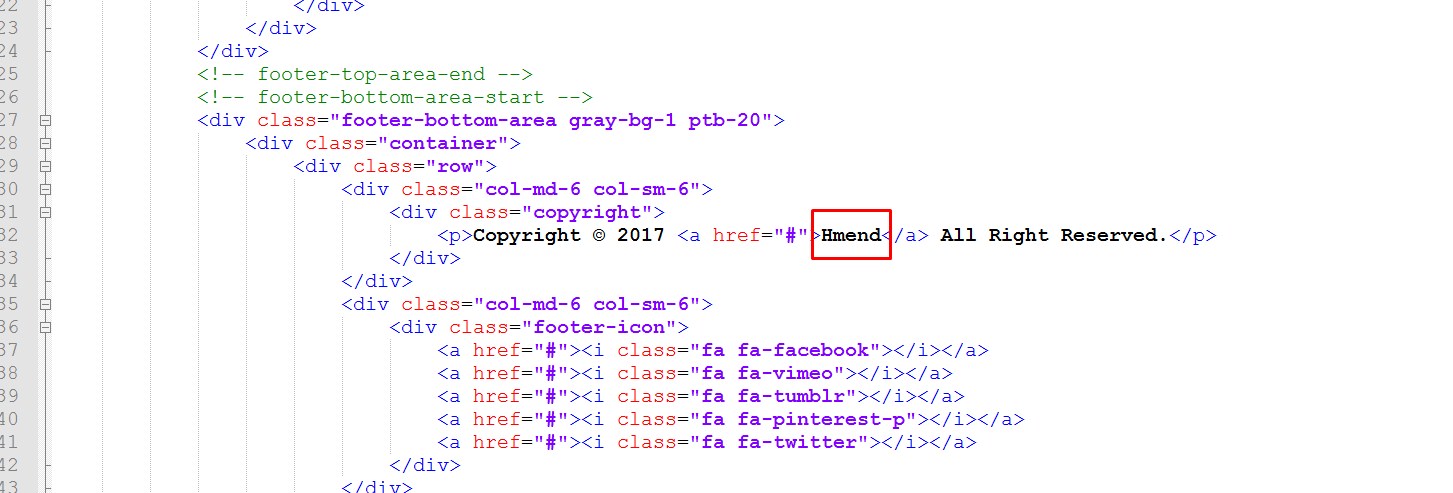 22 </div>
23 </div>
24 </div>
25 <!-- footer-top-area-end -->
26 <!-- footer-bottom-area-start -->
27 <div class="footer-bottom-area gray-bg-1 ptb-20">
28 <div class="container">
29 <div class="row">
30 <div class="col-md-6 col-sm-6">
31 <div class="copyright">
32 <p>Copyright © 2017 <a href="#">Hmend</a> All Right Reserved.</p>
33 </div>
34 </div>
35 <div class="col-md-6 col-sm-6">
36 <div class="footer-icon">
37 <a href="#"><i class="fa fa-facebook"></i></a>
38 <a href="#"><i class="fa fa-vimeo"></i></a>
39 <a href="#"><i class="fa fa-tumblr"></i></a>
40 <a href="#"><i class="fa fa-pinterest-p"></i></a>
41 <a href="#"><i class="fa fa-twitter"></i></a>
42 </div>
43 </div>